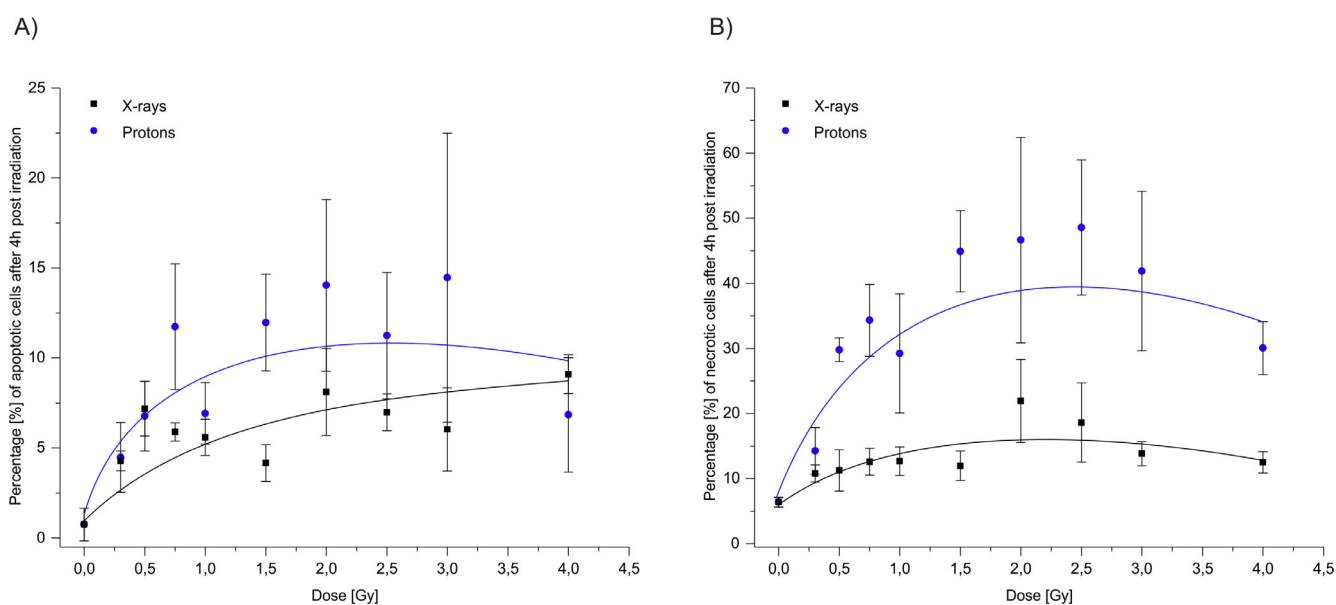 A)
Percentage [%] of apoptotic cells after 4h post irradiation
25
20
15
10
5
0
X-rays
Protons
0,0 0,5 1,0 1,5 2,0 2,5 3,0 3,5 4,0 4,5
Dose [Gy]
B)
Percentage [%] of necrotic cells after 4h post irradiation
70
60
50
40
30
20
10
0
X-rays
Protons
0,0 0,5 1,0 1,5 2,0 2,5 3,0 3,5 4,0 4,5
Dose [Gy]